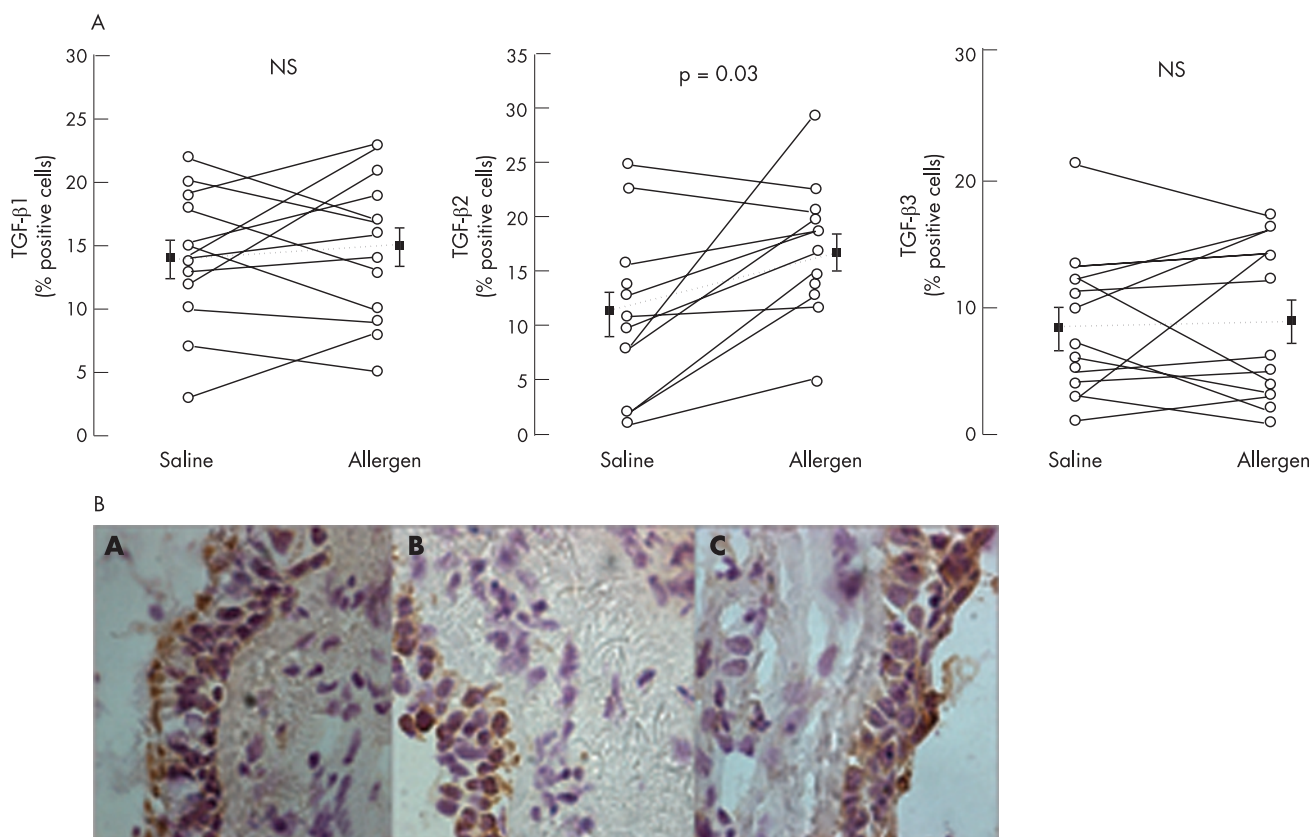 A
TGF-β1
(% positive cells)
30
25
20
15
10
5
0
NS
Saline
Allergen
TGF-β2
(% positive cells)
35
30
25
20
15
10
5
0
p = 0.03
Saline
Allergen
TGF-β3
(% positive cells)
30
20
10
0
NS
Saline
Allergen
B
A
B
C